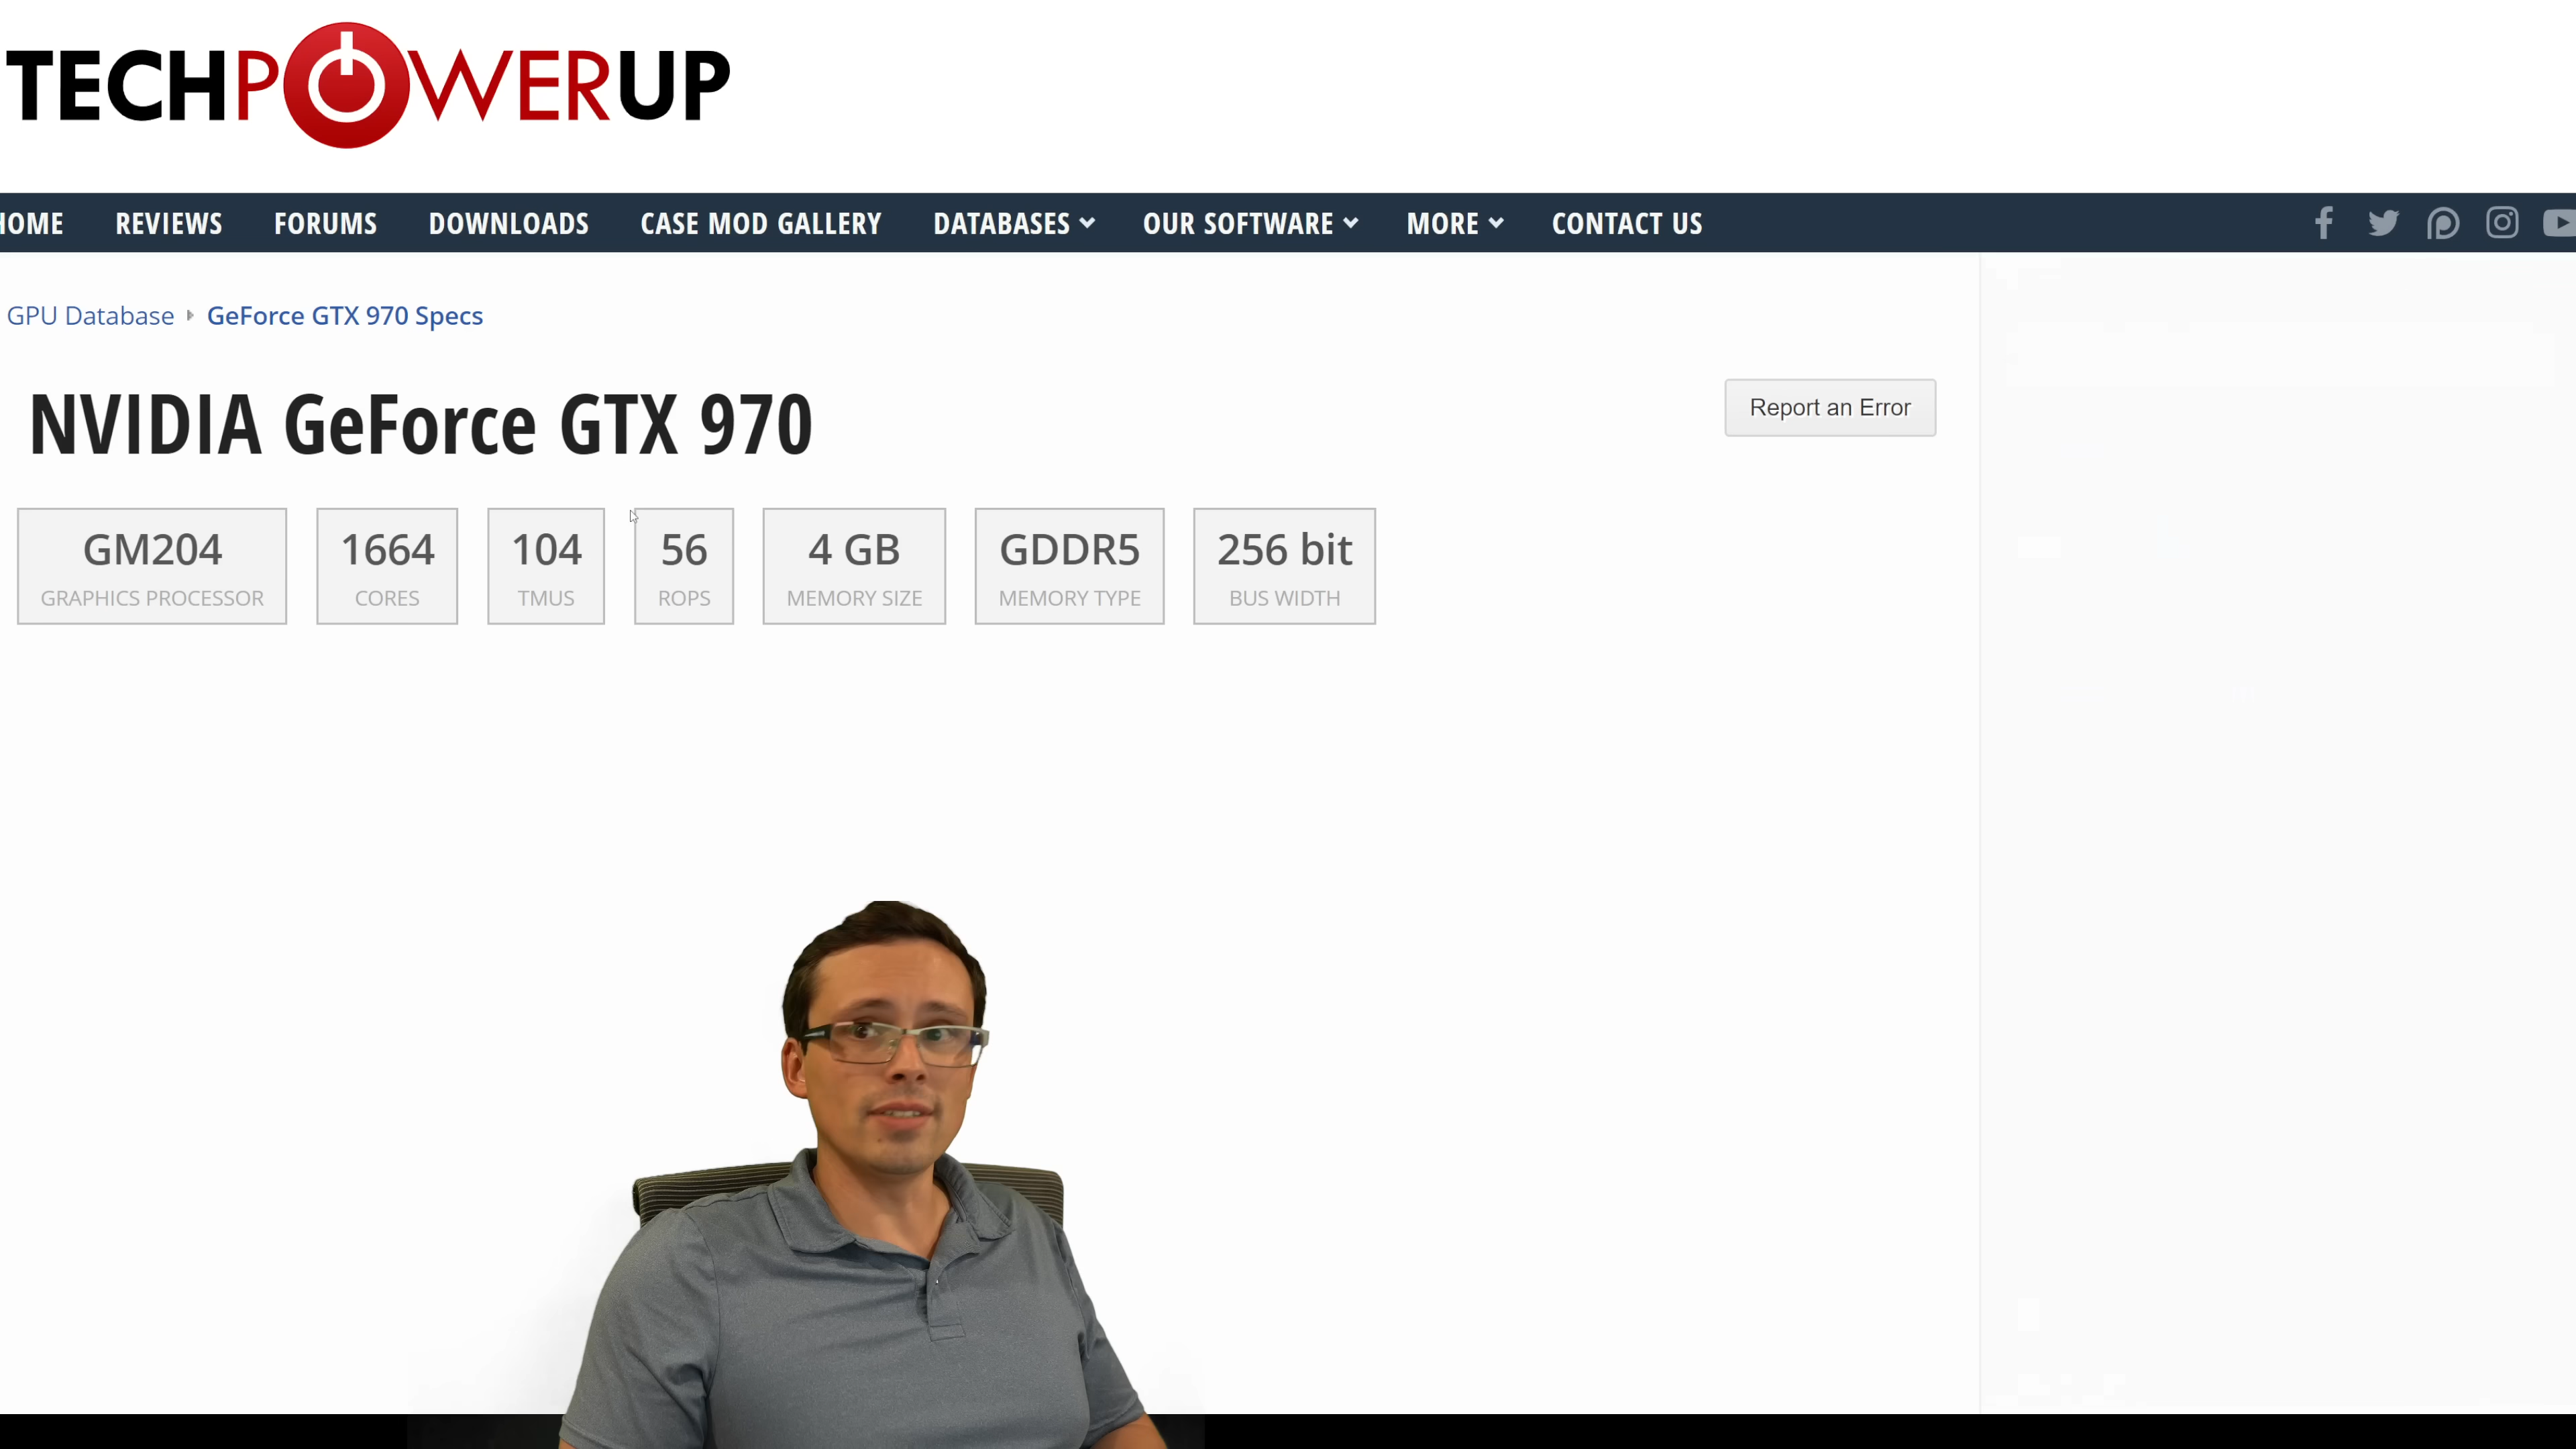 TECHPOWERUP
HOME REVIEWS FORUMS DOWNLOADS CASE MOD GALLERY DATABASES OUR SOFTWARE MORE CONTACT US
GPU Database GeForce GTX 970 Specs
NVIDIA GeForce GTX 970
Report an Error
GM204 1664 104 56 4 GB GDDR5 256 bit
GRAPHICS PROCESSOR CORES TMUS ROPS MEMORY SIZE MEMORY TYPE BUS WIDTH